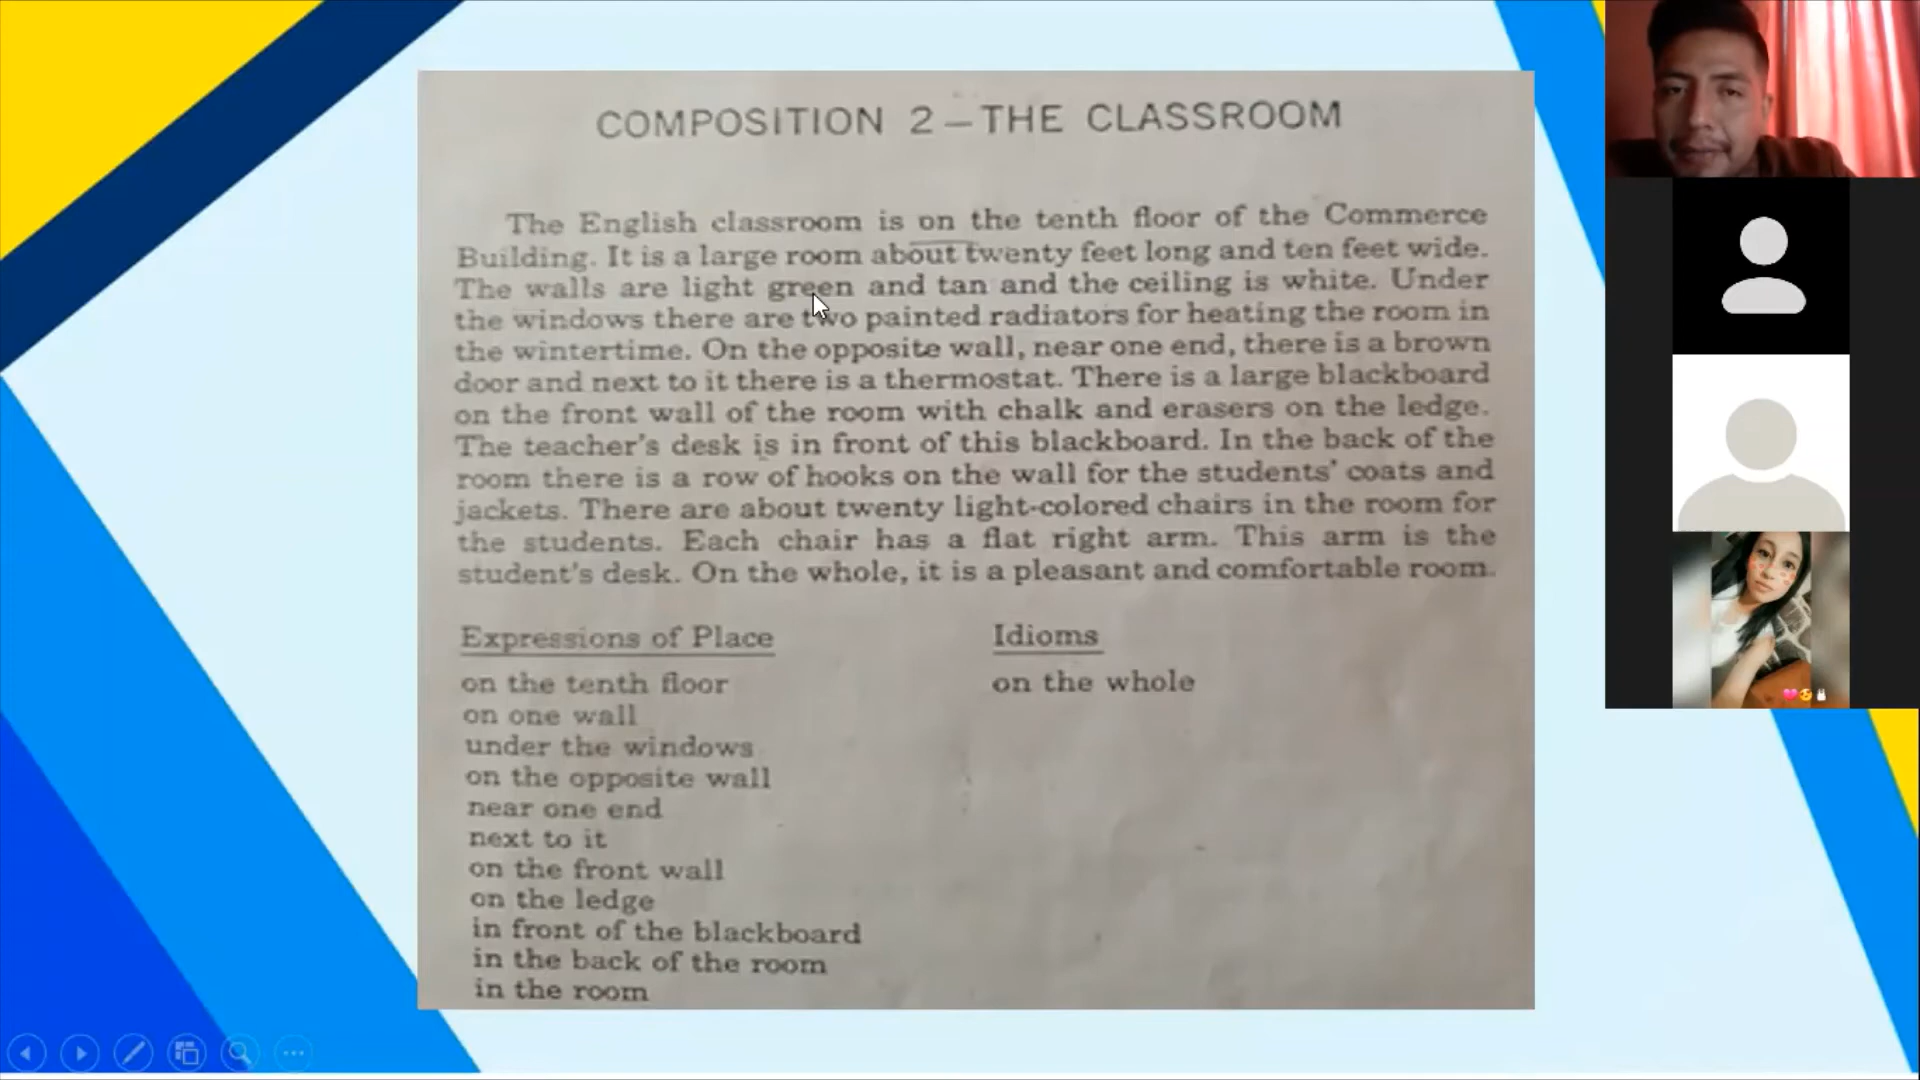 COMPOSITION 2 – THE CLASSROOM
The English classroom is on the tenth floor of the Commerce
Building. It is a large room about twenty feet long and ten feet wide.
The walls are light green and tan and the ceiling is white. Under
the windows there are two painted radiators for heating the room in
the wintertime. On the opposite wall, near one end, there is a brown
door and next to it there is a thermostat. There is a large blackboard
on the front wall of the room with chalk and erasers on the ledge.
The teacher's desk is in front of this blackboard. In the back of the
room there is a row of hooks on the wall for the students' coats and
jackets. There are about twenty light-colored chairs in the room for
the students. Each chair has a flat right arm. This arm is the
student's desk. On the whole, it is a pleasant and comfortable room.
Expressions of Place
on the tenth floor
on one wall
under the windows
on the opposite wall
near one end
next to it
on the front wall
on the ledge
in front of the blackboard
in the back of the room
in the room
Idioms
on the whole